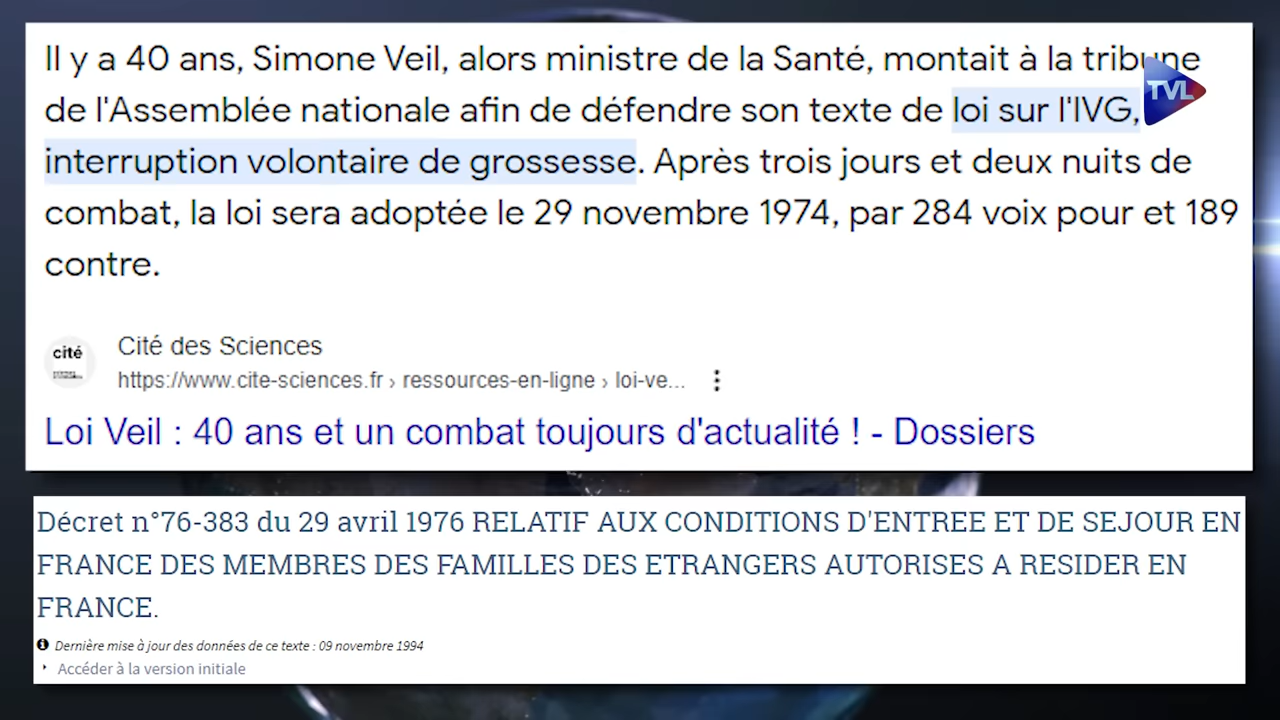 Il y a 40 ans, Simone Veil, alors ministre de la Santé, montait à la tribune
de l'Assemblée nationale afin de défendre son texte de loi sur l'IVG,
interruption volontaire de grossesse. Après trois jours et deux nuits de
combat, la loi sera adoptée le 29 novembre 1974, par 284 voix pour et 189
contre.
TVL
cité
Cité des Sciences
https://www.cite-sciences.fr › ressources-en-ligne › loi-ve...
Loi Veil : 40 ans et un combat toujours d'actualité ! - Dossiers
Décret n°76-383 du 29 avril 1976 RELATIF AUX CONDITIONS D'ENTREE ET DE SEJOUR EN
FRANCE DES MEMBRES DES FAMILLES DES ETRANGERS AUTORISES A RESIDER EN
FRANCE.
Dernière mise à jour des données de ce texte : 09 novembre 1994
Accéder à la version initiale